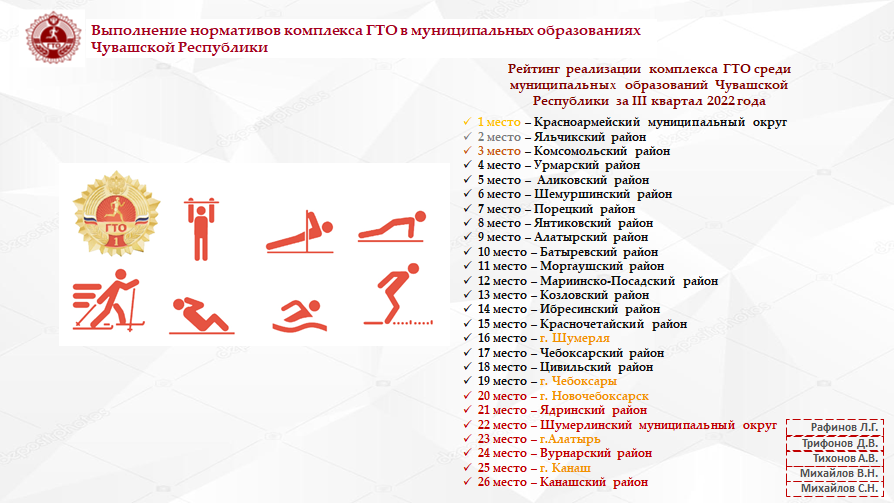 Выполнение нормативов комплекса ГТО в муниципальных образованиях
Чувашской Республики
Рейтинг реализации комплекса ГТО среди
муниципальных образований Чувашской
Республики за III квартал 2022 года
✓ 1 место – Красноармейский муниципальный округ
✓ 2 место – Яльчикский район
✓ 3 место – Комсомольский район
✓ 4 место – Урмарский район
✓ 5 место – Аликовский район
✓ 6 место – Шемуршинский район
✓ 7 место – Порецкий район
✓ 8 место – Янтиковский район
✓ 9 место – Алатырский район
✓ 10 место – Батыревский район
✓ 11 место – Моргаушский район
✓ 12 место – Мариинско-Посадский район
✓ 13 место – Козловский район
✓ 14 место – Ибресинский район
✓ 15 место – Красночетайский район
✓ 16 место – г. Шумерля
✓ 17 место – Чебоксарский район
✓ 18 место – Цивильский район
✓ 19 место – г. Чебоксары
✓ 20 место – г. Новочебоксарск
✓ 21 место – Ядринский район
✓ 22 место – Шумерлинский муниципальный округ
✓ 23 место – г.Алатырь
✓ 24 место – Вурнарский район
✓ 25 место – г. Канаш
✓ 26 место – Канашский район
ГТО
ГТО
1
Рафинов Л.Г.
Трифонов Д.В.
Тихонов А.В.
Михайлов В.Н.
Михайлов С.Н.